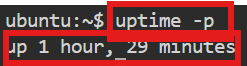 ubuntu:~$ uptime -p
up 1 hour, 29 minutes